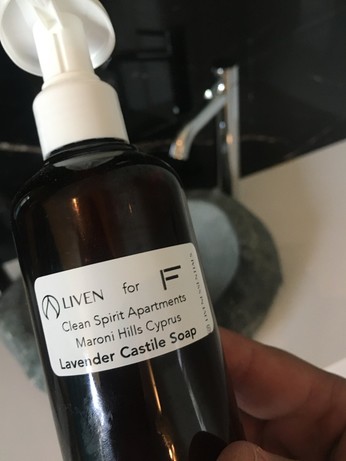 LIVEN for F
Clean Spirit Apartments
Maroni Hills Cyprus
Lavender Castile Soap